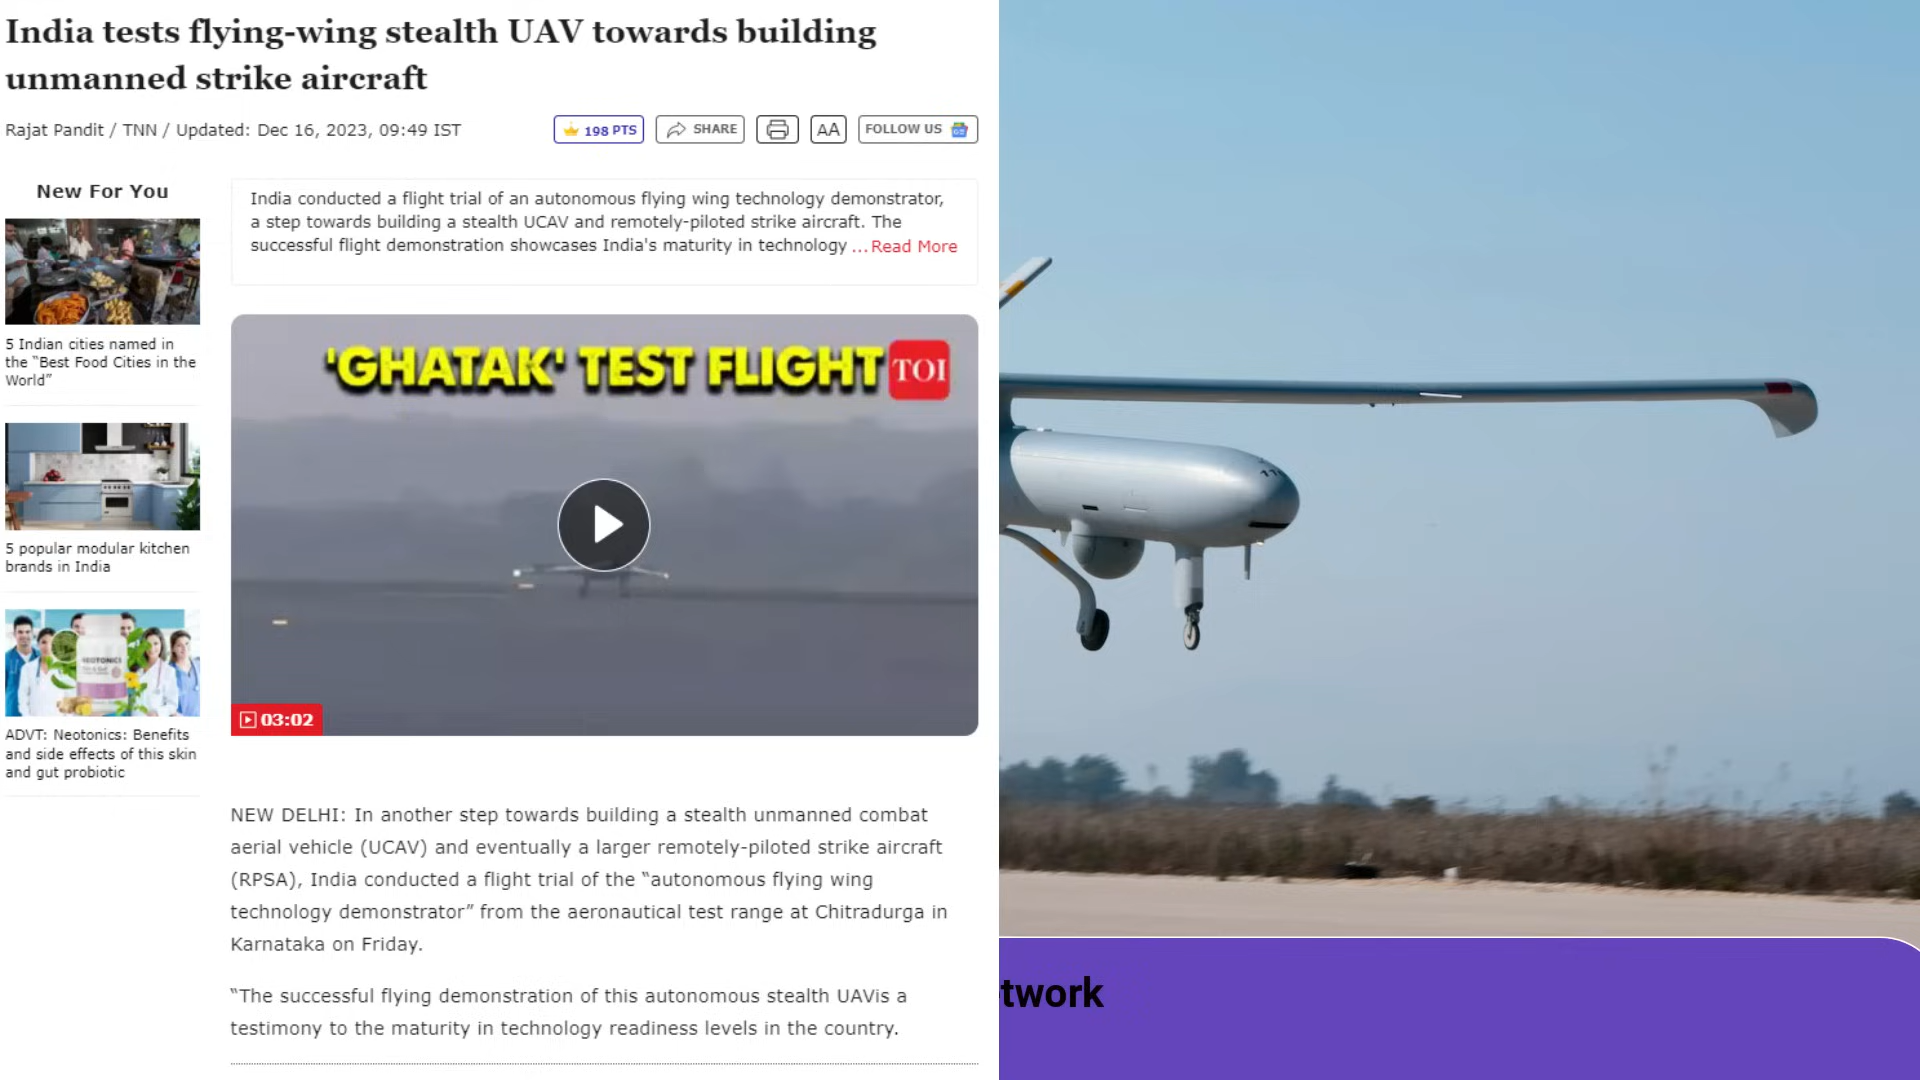 India tests flying-wing stealth UAV towards building
unmanned strike aircraft
Rajat Pandit / TNN / Updated: Dec 16, 2023, 09:49 IST
198 PTS
SHARE
AA
FOLLOW US
New For You
5 Indian cities named in
the “Best Food Cities in the
World”
5 popular modular kitchen
brands in India
NEOTONICS
ADVT: Neotonics: Benefits
and side effects of this skin
and gut probiotic
India conducted a flight trial of an autonomous flying wing technology demonstrator,
a step towards building a stealth UCAV and remotely-piloted strike aircraft. The
successful flight demonstration showcases India's maturity in technology ...Read More
'GHATAK' TEST FLIGHT
TOI
03:02
NEW DELHI: In another step towards building a stealth unmanned combat
aerial vehicle (UCAV) and eventually a larger remotely-piloted strike aircraft
(RPSA), India conducted a flight trial of the “autonomous flying wing
technology demonstrator” from the aeronautical test range at Chitradurga in
Karnataka on Friday.
“The successful flying demonstration of this autonomous stealth UAVis a
testimony to the maturity in technology readiness levels in the country.
twork